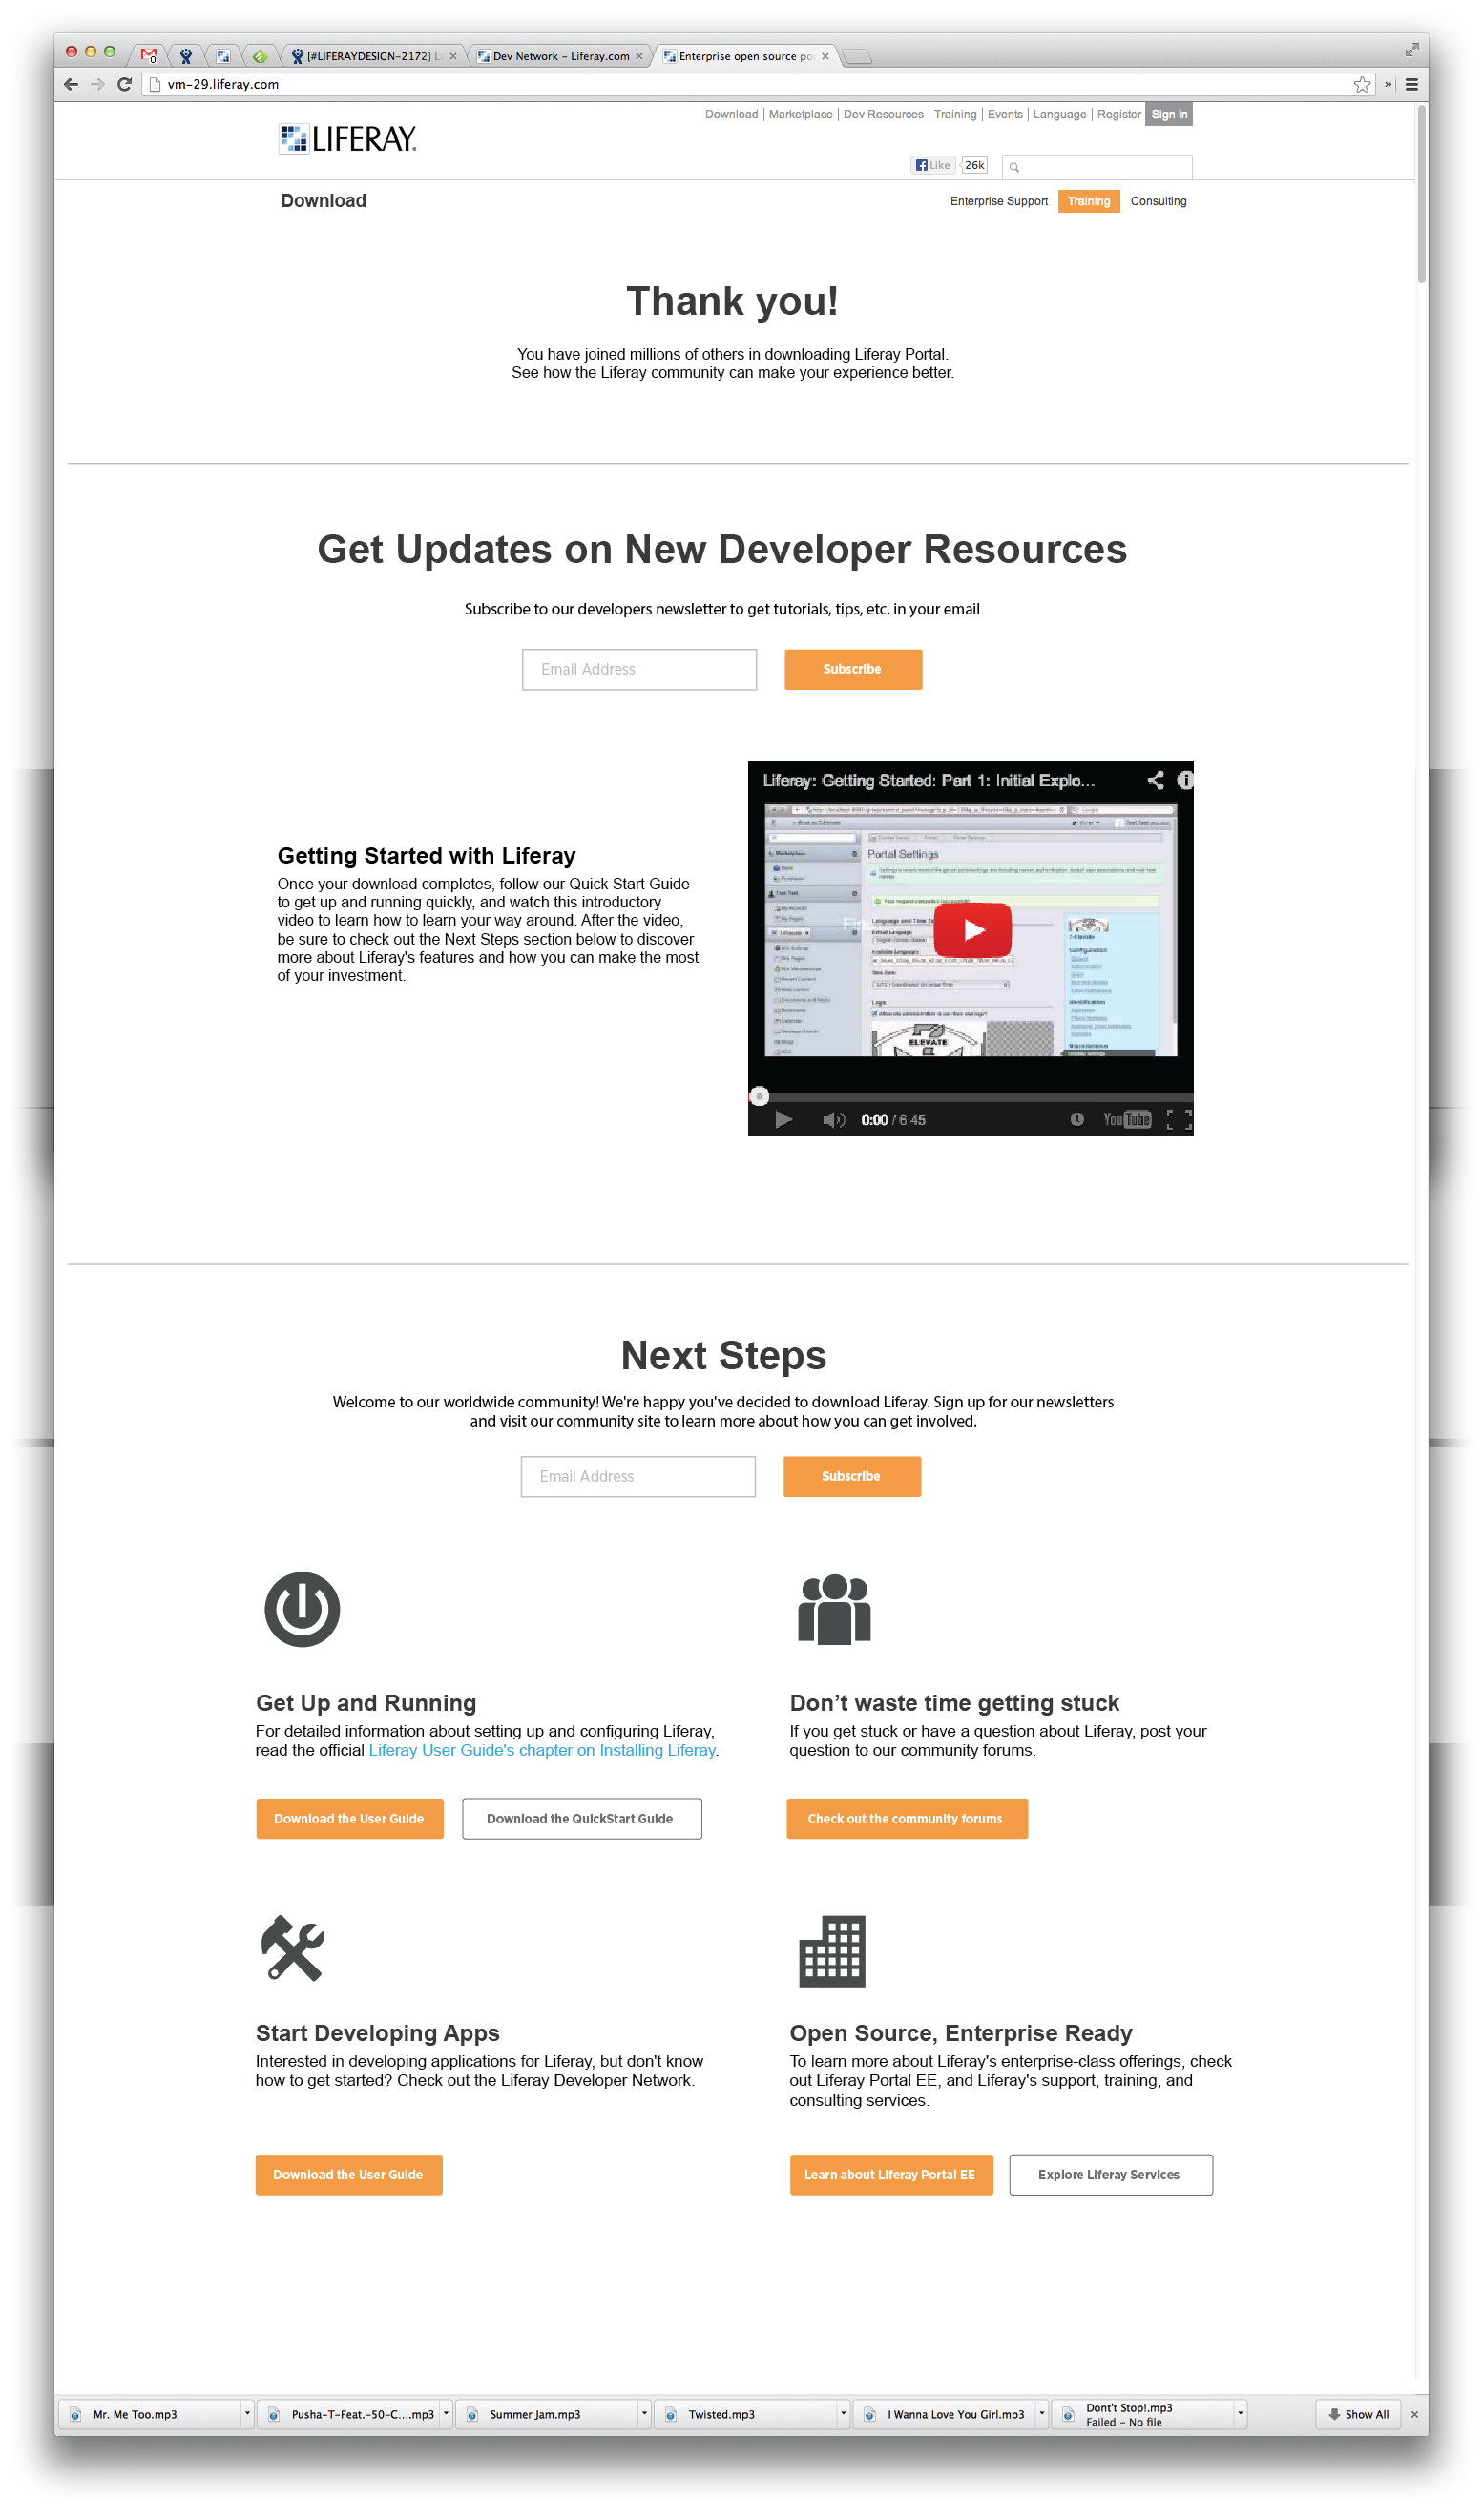 [#LIFERAYDESIGN-2172] L
Dev Network – Liferay.com
Enterprise open source po
vm-29.liferay.com
Download | Marketplace | Dev Resources | Training | Events | Language | Register Sign In
LIFERAY.
Like 26k
Download
Enterprise Support Training Consulting
Thank you!
You have joined millions of others in downloading Liferay Portal.
See how the Liferay community can make your experience better.
Get Updates on New Developer Resources
Subscribe to our developers newsletter to get tutorials, tips, etc. in your email
Email Address
Subscribe
Getting Started with Liferay
Once your download completes, follow our Quick Start Guide
to get up and running quickly, and watch this introductory
video to learn how to learn your way around. After the video,
be sure to check out the Next Steps section below to discover
more about Liferay's features and how you can make the most
of your investment.
Liferay: Getting Started: Part 1: Initial Explo...
Portal Settings
ELEVATE
0:00 / 6:45
YouTube
Next Steps
Welcome to our worldwide community! We're happy you've decided to download Liferay. Sign up for our newsletters
and visit our community site to learn more about how you can get involved.
Email Address
Subscribe
Get Up and Running
For detailed information about setting up and configuring Liferay,
read the official Liferay User Guide's chapter on Installing Liferay.
Download the User Guide
Download the QuickStart Guide
Don’t waste time getting stuck
If you get stuck or have a question about Liferay, post your
question to our community forums.
Check out the community forums
Start Developing Apps
Interested in developing applications for Liferay, but don't know
how to get started? Check out the Liferay Developer Network.
Download the User Guide
Open Source, Enterprise Ready
To learn more about Liferay's enterprise-class offerings, check
out Liferay Portal EE, and Liferay's support, training, and
consulting services.
Learn about Liferay Portal EE
Explore Liferay Services
Mr. Me Too.mp3
Pusha-T-Feat.-50-C....mp3
Summer Jam.mp3
Twisted.mp3
I Wanna Love You Girl.mp3
Dont't Stop!.mp3
Failed – No file
Show All